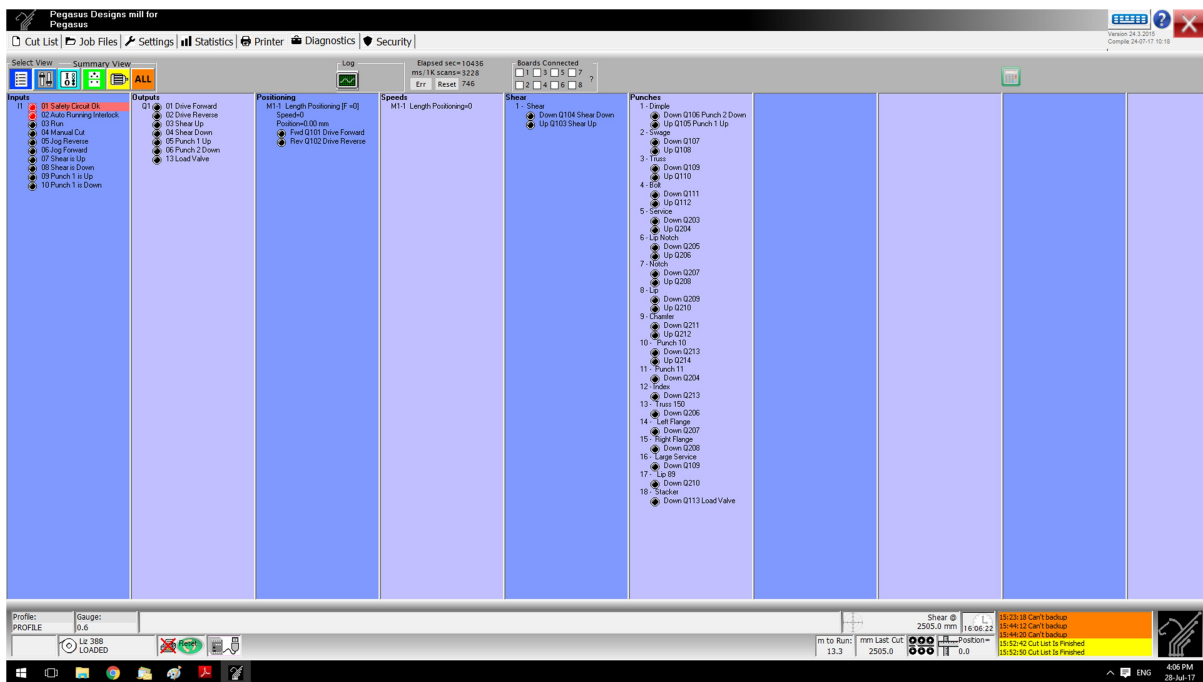 Pegasus Designs mill for
Pegasus
Version 24.3.2015
Compile 24-07-17 10:18
Cut List
Job Files
Settings
Statistics
Printer
Diagnostics
Security
Select View
Summary View
ALL
Log
Elapsed sec=10436
ms/1K scans=3228
Err Reset 746
Boards Connected
1 3 5 7
2 4 6 8
?
Inputs
I1 01 Safety Circuit Ok
02 Auto Running Interlock
03 Run
04 Manual Cut
05 Jog Reverse
06 Jog Forward
07 Shear is Up
08 Shear is Down
09 Punch 1 is Up
10 Punch 1 is Down
Outputs
Q1 01 Drive Forward
02 Drive Reverse
03 Shear Up
04 Shear Down
05 Punch 1 Up
06 Punch 2 Down
13 Load Valve
Positioning
M1-1 Length Positioning [F =0]
Speed=0
Position=0.00 mm
Fwd Q101 Drive Forward
Rev Q102 Drive Reverse
Speeds
M1-1 Length Positioning=0
Shear
1 - Shear
Down Q104 Shear Down
Up Q103 Shear Up
Punches
1 - Dimple
Down Q106 Punch 2 Down
Up Q105 Punch 1 Up
2 - Swage
Down Q107
Up Q108
3 - Truss
Down Q109
Up Q110
4 - Bolt
Down Q111
Up Q112
5 - Service
Down Q203
Up Q204
6 - Lip Notch
Down Q205
Up Q206
7 - Notch
Down Q207
Up Q208
8 - Lip
Down Q209
Up Q210
9 - Chamfer
Down Q211
Up Q212
10 - Punch 10
Down Q213
Up Q214
11 - Punch 11
Down Q204
12 - Index
Down Q213
13 - Truss 150
Down Q206
14 - Left Flange
Down Q207
15 - Right Flange
Down Q208
16 - Large Service
Down Q109
17 - Lip 89
Down Q210
18 - Stacker
Down Q113 Load Valve
Profile:
PROFILE
Gauge:
0.6
Liz 388
LOADED
Reset
Shear @
2505.0 mm
16:06:22
m to Run:
13.3
mm Last Cut
2505.0
Position=
0.0
15:23:18 Can't backup
15:44:12 Can't backup
15:44:20 Can't backup
15:52:42 Cut List Is Finished
15:52:50 Cut List Is Finished
ENG
4:06 PM
28-Jul-17